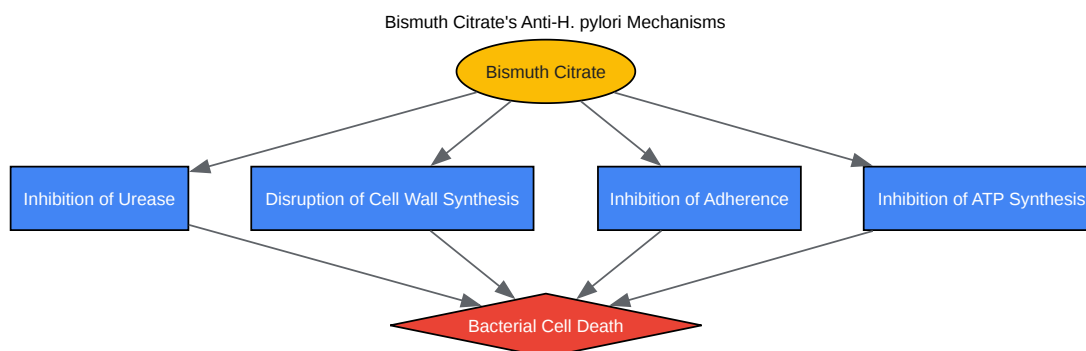 Bismuth Citrate's Anti-H. pylori Mechanisms
Bismuth Citrate
Inhibition of Urease
Disruption of Cell Wall Synthesis
Inhibition of Adherence
Inhibition of ATP Synthesis
Bacterial Cell Death